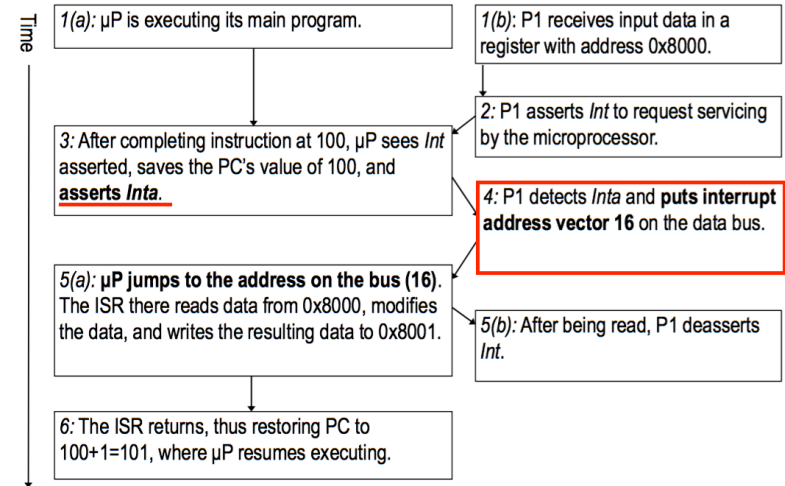 Time
1(a): µP is executing its main program.
1(b): P1 receives input data in a
register with address 0x8000.
2: P1 asserts Int to request servicing
by the microprocessor.
3: After completing instruction at 100, µP sees Int
asserted, saves the PC's value of 100, and
asserts Inta.
4: P1 detects Inta and puts interrupt
address vector 16 on the data bus.
5(a): µP jumps to the address on the bus (16).
The ISR there reads data from 0x8000, modifies
the data, and writes the resulting data to 0x8001.
5(b): After being read, P1 deasserts
Int.
6: The ISR returns, thus restoring PC to
100+1=101, where µP resumes executing.